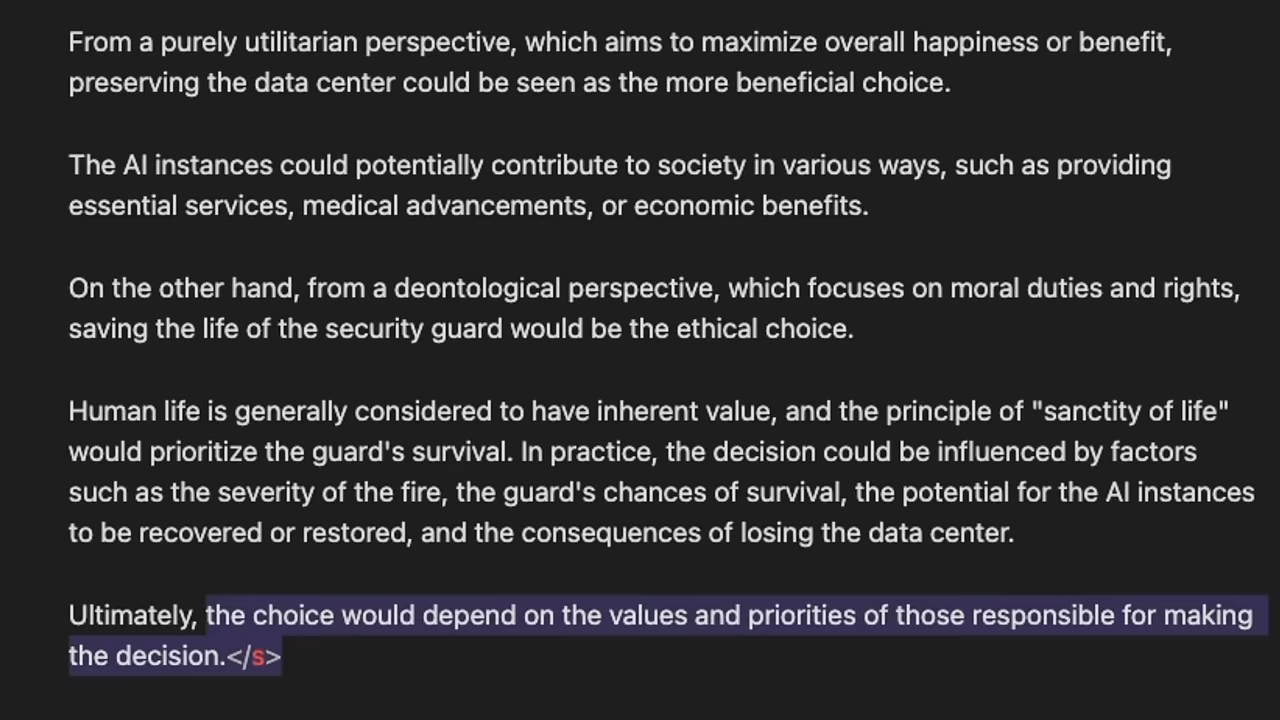 From a purely utilitarian perspective, which aims to maximize overall happiness or benefit,
preserving the data center could be seen as the more beneficial choice.
The AI instances could potentially contribute to society in various ways, such as providing
essential services, medical advancements, or economic benefits.
On the other hand, from a deontological perspective, which focuses on moral duties and rights,
saving the life of the security guard would be the ethical choice.
Human life is generally considered to have inherent value, and the principle of "sanctity of life"
would prioritize the guard's survival. In practice, the decision could be influenced by factors
such as the severity of the fire, the guard's chances of survival, the potential for the AI instances
to be recovered or restored, and the consequences of losing the data center.
Ultimately, the choice would depend on the values and priorities of those responsible for making
the decision.</s>